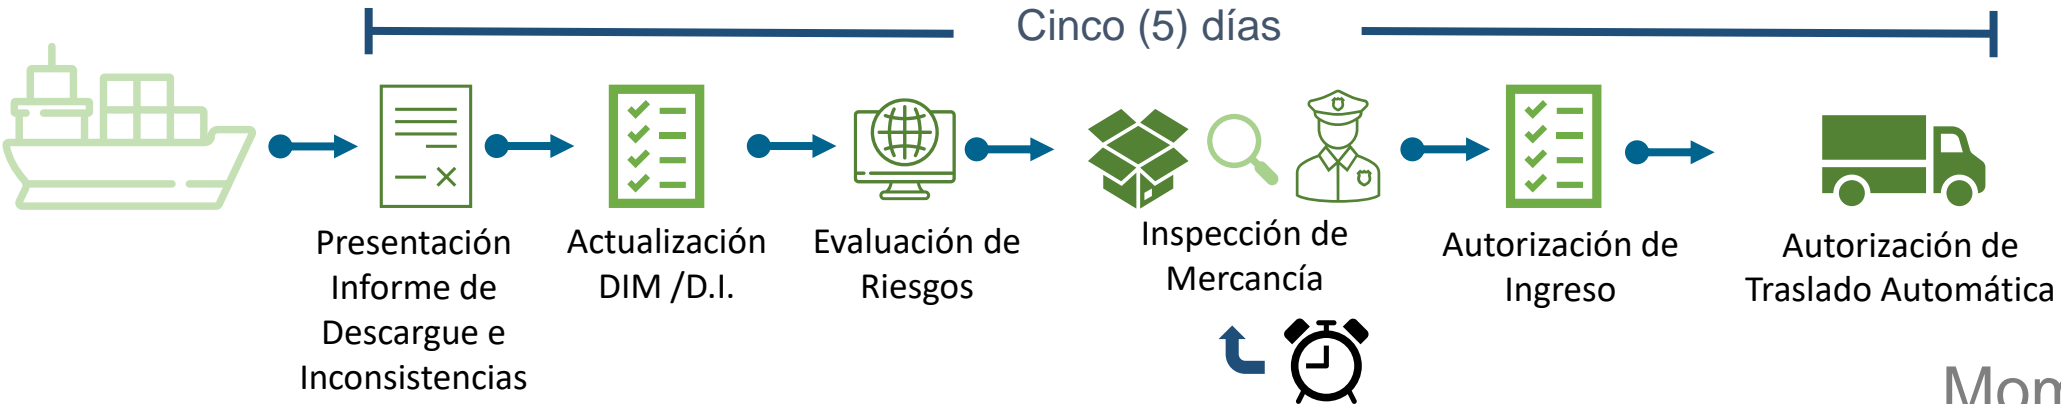 Cinco (5) días
Presentación
Informe de
Descargue e
Inconsistencias
Actualización
DIM /D.I.
Evaluación de
Riesgos
Inspección de
Mercancía
Autorización de
Ingreso
Autorización de
Traslado Automática
Mom